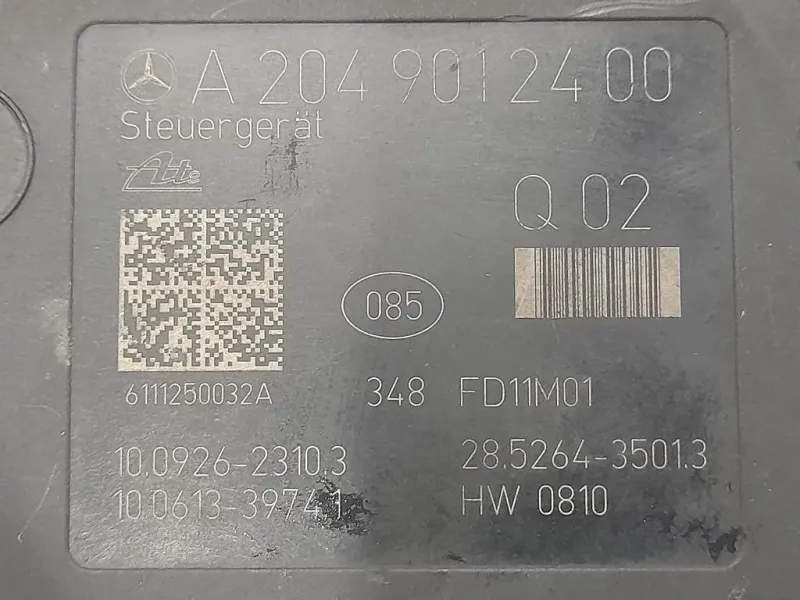 A 204 901 24 00
Steuergerät
Ate
Q 02
085
6111250032A 348 FD11M01
10.0926-2310.3 28.5264-3501.3
10.0613-3974.1 HW 0810